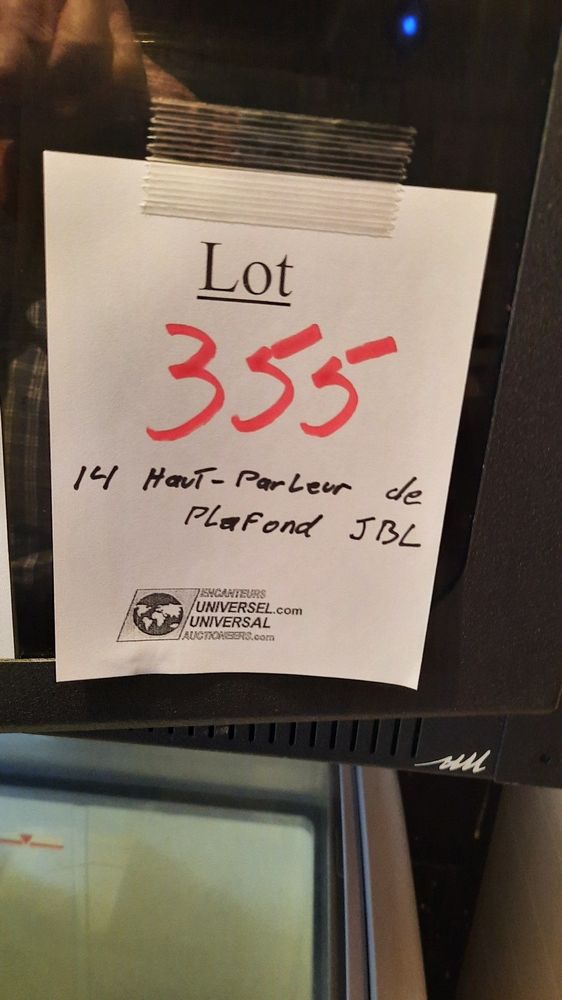 Lot
355
14 Haut-Parleur de
Plafond JBL
ENCANTEURS
UNIVERSEL.com
UNIVERSAL
AUCTIONEERS.com